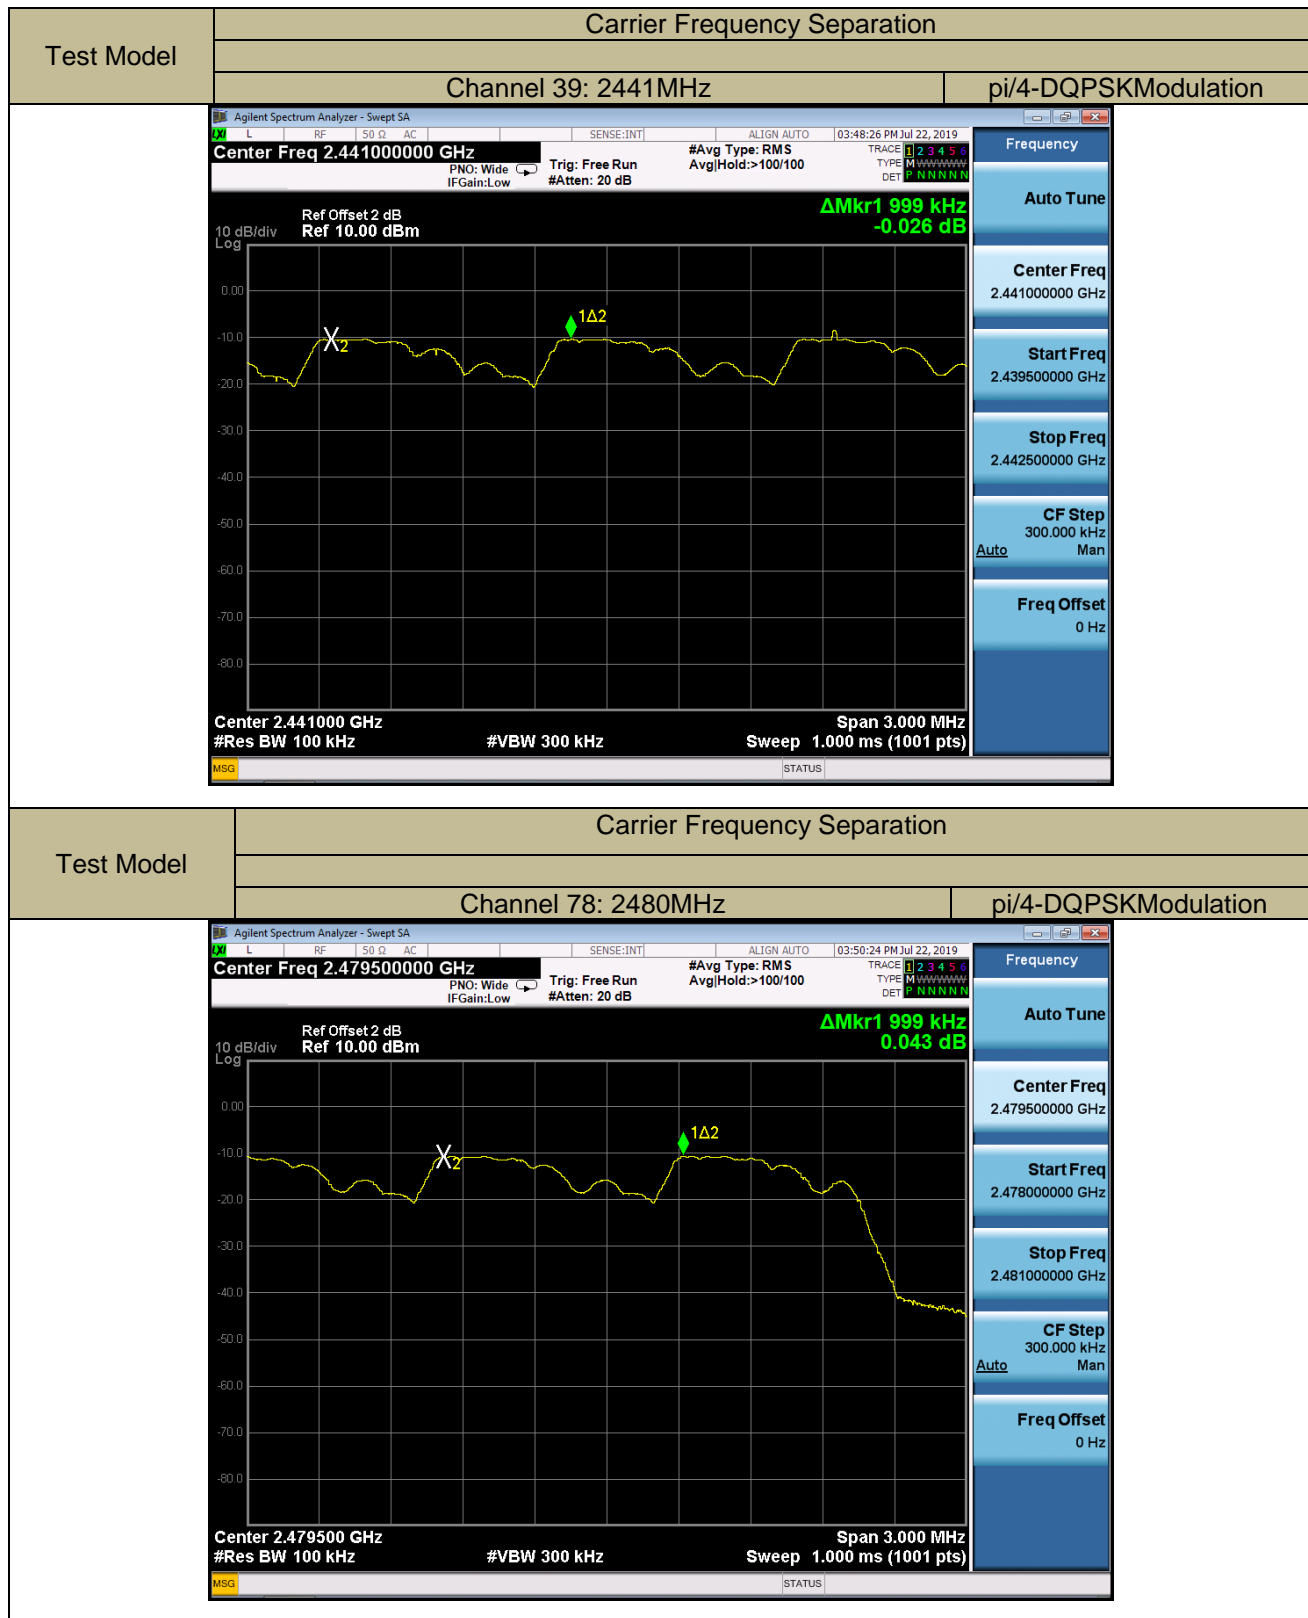 Test Model
Carrier Frequency Separation
Channel 39: 2441MHz
pi/4-DQPSKModulation
Agilent Spectrum Analyzer - Swept SA
LXI L RF 50 Ω AC SENSE:INT ALIGN AUTO 03:48:26 PM Jul 22, 2019
Center Freq 2.441000000 GHz
PNO: Wide
IFGain:Low
Trig: Free Run
#Atten: 20 dB
#Avg Type: RMS
Avg|Hold:>100/100
TRACE 1 2 3 4 5 6
TYPE M WWWWW
DET P N N N N N
Frequency
ΔMkr1 999 kHz
-0.026 dB
Ref Offset 2 dB
10 dB/div Ref 10.00 dBm
Log
0.00
-10.0
-20.0
-30.0
-40.0
-50.0
-60.0
-70.0
-80.0
X2
1Δ2
Center 2.441000 GHz
Span 3.000 MHz
#Res BW 100 kHz
#VBW 300 kHz
Sweep 1.000 ms (1001 pts)
MSG
STATUS
Auto Tune
Center Freq
2.441000000 GHz
Start Freq
2.439500000 GHz
Stop Freq
2.442500000 GHz
CF Step
300.000 kHz
Auto Man
Freq Offset
0 Hz
Test Model
Carrier Frequency Separation
Channel 78: 2480MHz
pi/4-DQPSKModulation
Agilent Spectrum Analyzer - Swept SA
LXI L RF 50 Ω AC SENSE:INT ALIGN AUTO 03:50:24 PM Jul 22, 2019
Center Freq 2.479500000 GHz
PNO: Wide
IFGain:Low
Trig: Free Run
#Atten: 20 dB
#Avg Type: RMS
Avg|Hold:>100/100
TRACE 1 2 3 4 5 6
TYPE M WWWWW
DET P N N N N N
Frequency
ΔMkr1 999 kHz
0.043 dB
Ref Offset 2 dB
10 dB/div Ref 10.00 dBm
Log
0.00
-10.0
-20.0
-30.0
-40.0
-50.0
-60.0
-70.0
-80.0
X2
1Δ2
Center 2.479500 GHz
Span 3.000 MHz
#Res BW 100 kHz
#VBW 300 kHz
Sweep 1.000 ms (1001 pts)
MSG
STATUS
Auto Tune
Center Freq
2.479500000 GHz
Start Freq
2.478000000 GHz
Stop Freq
2.481000000 GHz
CF Step
300.000 kHz
Auto Man
Freq Offset
0 Hz